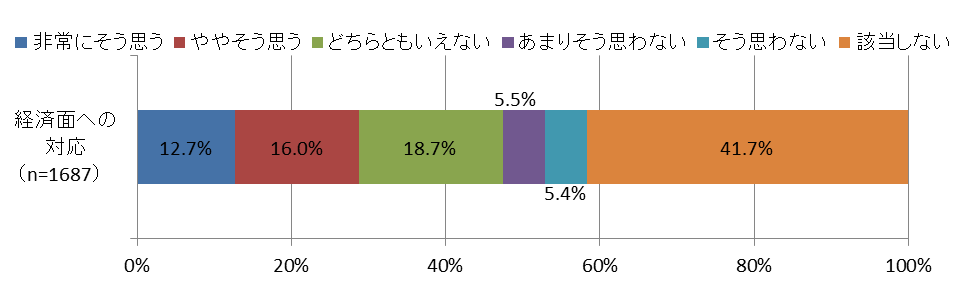 非常にそう思う ややそう思う どちらともいえない あまりそう思わない そう思わない 該当しない
5.5%
経済面への
対応
（n=1687）
12.7% 16.0% 18.7% 41.7%
5.4%
0% 20% 40% 60% 80% 100%